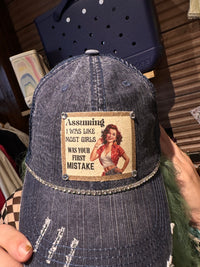 Assuming
I WAS LIKE
MOST GIRLS
WAS YOUR
FIRST
MISTAKE